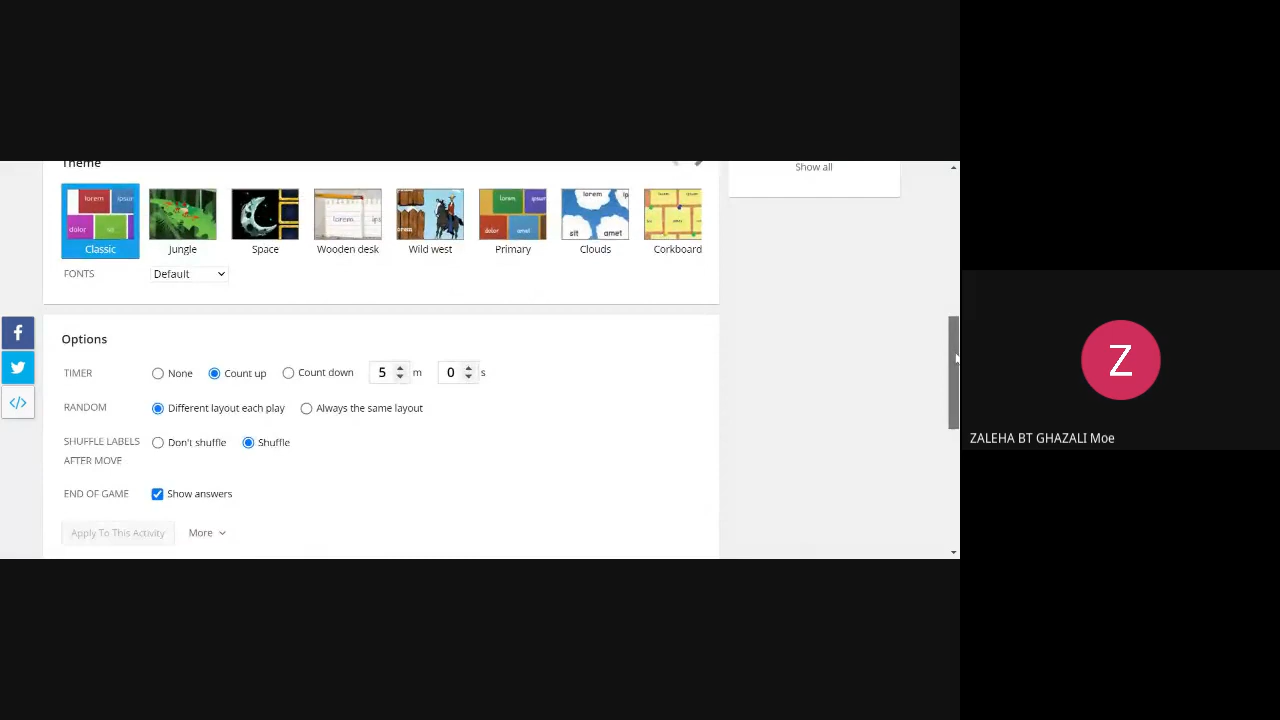 Theme
Show all
Classic
Jungle
Space
Wooden desk
Wild west
Primary
Clouds
Corkboard
FONTS Default
Options
TIMER None Count up Count down 5 m 0 s
RANDOM Different layout each play Always the same layout
SHUFFLE LABELS AFTER MOVE Don't shuffle Shuffle
END OF GAME Show answers
Apply To This Activity More
Z
ZALEHA BT GHAZALI Moe